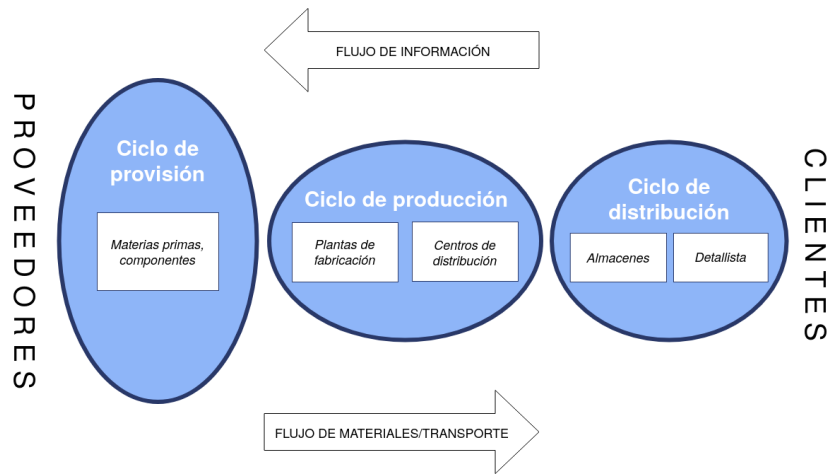 FLUJO DE INFORMACIÓN
PROVEEDORES
Ciclo de
provisión
Materias primas,
componentes
Ciclo de producción
Plantas de
fabricación
Centros de
distribución
Ciclo de
distribución
Almacenes
Detallista
CLIENTES
FLUJO DE MATERIALES/TRANSPORTE